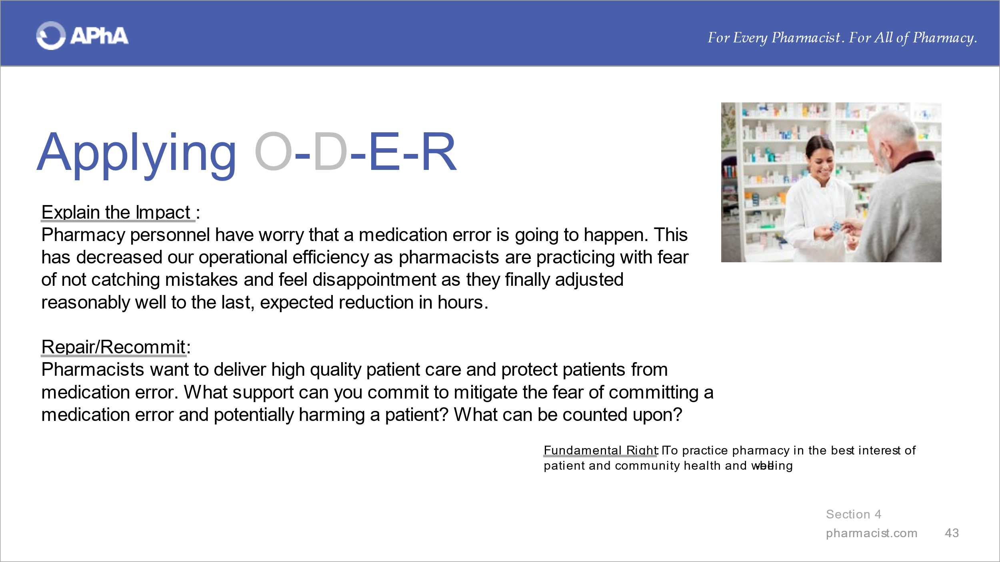 APhA
For Every Pharmacist. For All of Pharmacy.
Applying O-D-E-R
Explain the Impact :
Pharmacy personnel have worry that a medication error is going to happen. This
has decreased our operational efficiency as pharmacists are practicing with fear
of not catching mistakes and feel disappointment as they finally adjusted
reasonably well to the last, expected reduction in hours.
Repair/Recommit:
Pharmacists want to deliver high quality patient care and protect patients from
medication error. What support can you commit to mitigate the fear of committing a
medication error and potentially harming a patient? What can be counted upon?
Fundamental Right: To practice pharmacy in the best interest of
patient and community health and
Section 4
pharmacist.com 43